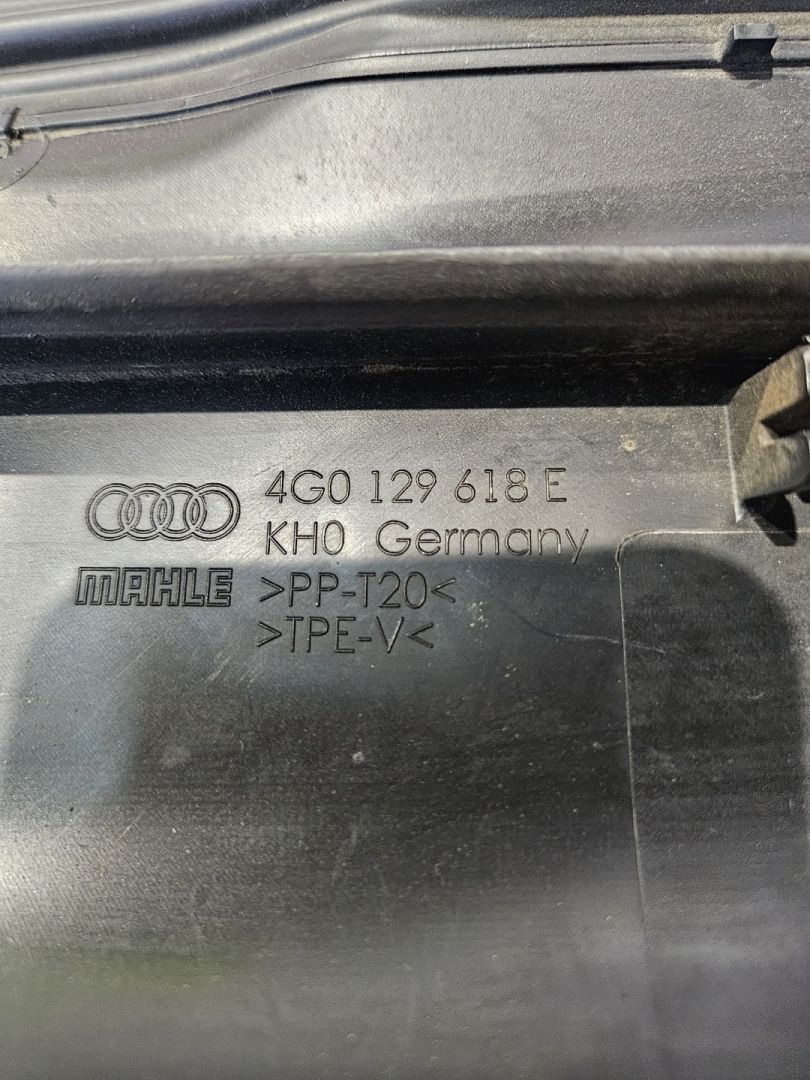 4G0 129 618 E
KH0 Germany
MAHLE >PP-T20<
>TPE-V<